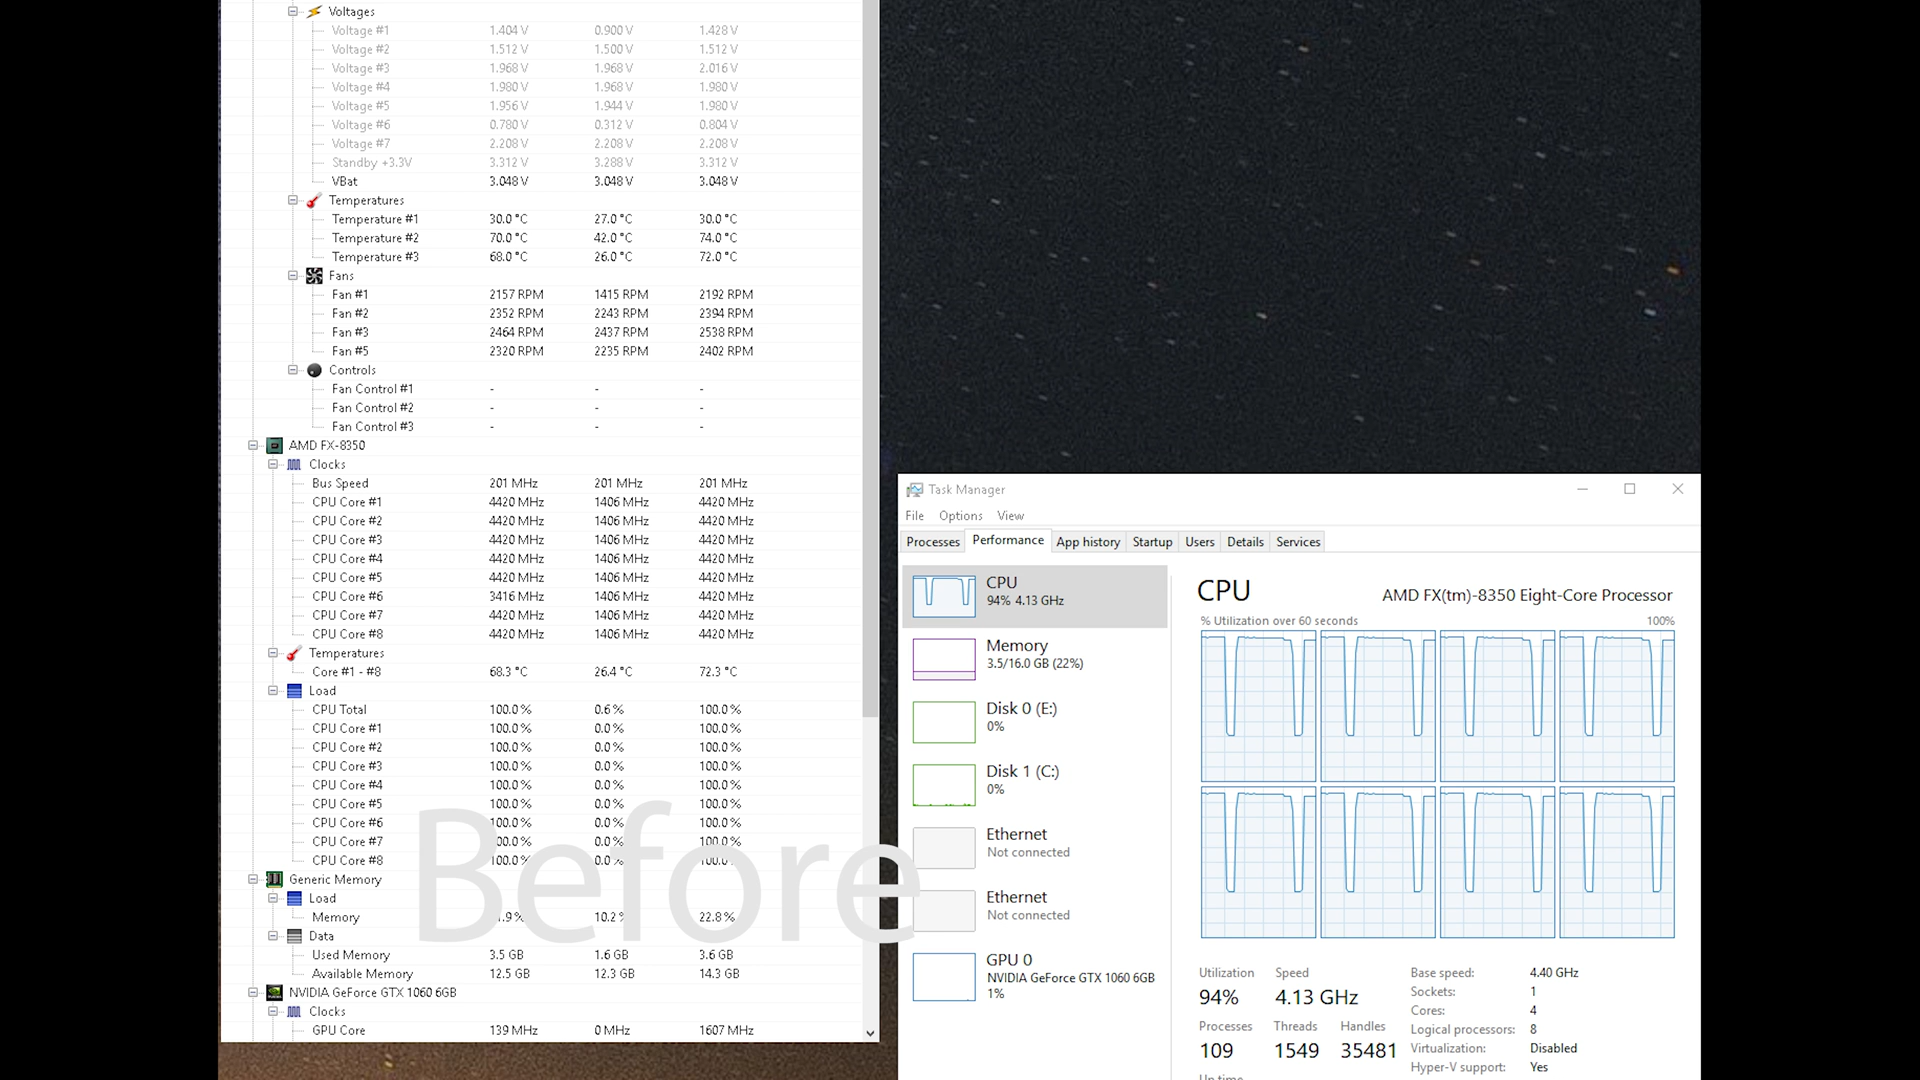 Voltages
Voltage #1 1.404 V 0.900 V 1.428 V
Voltage #2 1.512 V 1.500 V 1.512 V
Voltage #3 1.968 V 1.968 V 2.016 V
Voltage #4 1.980 V 1.968 V 1.980 V
Voltage #5 1.956 V 1.944 V 1.980 V
Voltage #6 0.780 V 0.312 V 0.804 V
Voltage #7 2.208 V 2.208 V 2.208 V
Standby +3.3V 3.312 V 3.288 V 3.312 V
VBat 3.048 V 3.048 V 3.048 V
Temperatures
Temperature #1 30.0 °C 27.0 °C 30.0 °C
Temperature #2 70.0 °C 42.0 °C 74.0 °C
Temperature #3 68.0 °C 26.0 °C 72.0 °C
Fans
Fan #1 2157 RPM 1415 RPM 2192 RPM
Fan #2 2352 RPM 2243 RPM 2394 RPM
Fan #3 2464 RPM 2437 RPM 2538 RPM
Fan #5 2320 RPM 2235 RPM 2402 RPM
Controls
Fan Control #1 - - -
Fan Control #2 - - -
Fan Control #3 - - -
AMD FX-8350
Clocks
Bus Speed 201 MHz 201 MHz 201 MHz
CPU Core #1 4420 MHz 1406 MHz 4420 MHz
CPU Core #2 4420 MHz 1406 MHz 4420 MHz
CPU Core #3 4420 MHz 1406 MHz 4420 MHz
CPU Core #4 4420 MHz 1406 MHz 4420 MHz
CPU Core #5 4420 MHz 1406 MHz 4420 MHz
CPU Core #6 3416 MHz 1406 MHz 4420 MHz
CPU Core #7 4420 MHz 1406 MHz 4420 MHz
CPU Core #8 4420 MHz 1406 MHz 4420 MHz
Temperatures
Core #1 - #8 68.3 °C 26.4 °C 72.3 °C
Load
CPU Total 100.0 % 0.6 % 100.0 %
CPU Core #1 100.0 % 0.0 % 100.0 %
CPU Core #2 100.0 % 0.0 % 100.0 %
CPU Core #3 100.0 % 0.0 % 100.0 %
CPU Core #4 100.0 % 0.0 % 100.0 %
CPU Core #5 100.0 % 0.0 % 100.0 %
CPU Core #6 100.0 % 0.0 % 100.0 %
CPU Core #7 100.0 % 0.0 % 100.0 %
CPU Core #8 100.0 % 0.0 % 100.0
Generic Memory
Load
Memory 10.2 % 22.8 %
Data
Used Memory 3.5 GB 1.6 GB 3.6 GB
Available Memory 12.5 GB 12.3 GB 14.3 GB
NVIDIA GeForce GTX 1060 6GB
Clocks
GPU Core 139 MHz 0 MHz 1607 MHz
Before
Task Manager
File Options View
Processes Performance App history Startup Users Details Services
CPU
94% 4.13 GHz
Memory
3.5/16.0 GB (22%)
Disk 0 (E:)
0%
Disk 1 (C:)
0%
Ethernet
Not connected
Ethernet
Not connected
GPU 0
NVIDIA GeForce GTX 1060 6GB
1%
CPU AMD FX(tm)-8350 Eight-Core Processor
% Utilization over 60 seconds 100%
Utilization Speed
94% 4.13 GHz
Processes Threads Handles
109 1549 35481
Base speed: 4.40 GHz
Sockets: 1
Cores: 4
Logical processors: 8
Virtualization: Disabled
Hyper-V support: Yes
Up time